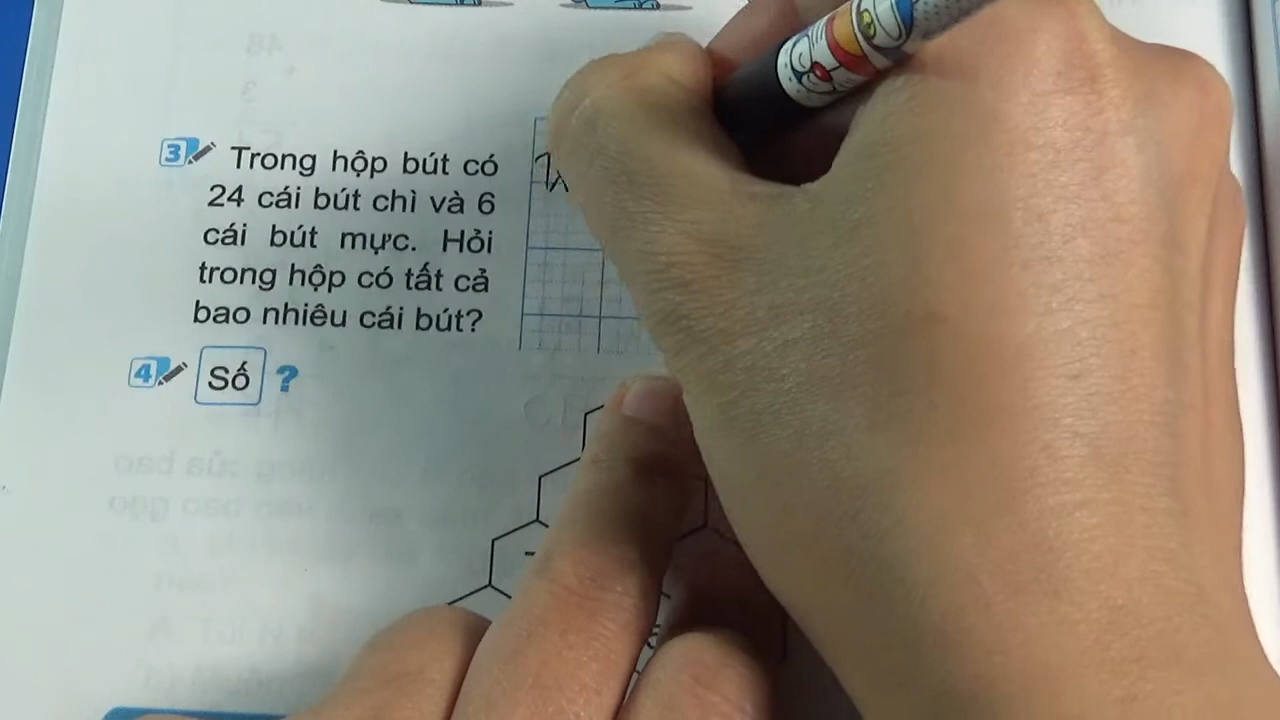 3 Trong hộp bút có
24 cái bút chì và 6
cái bút mực. Hỏi
trong hộp có tất cả
bao nhiêu cái bút?
4 Số ?